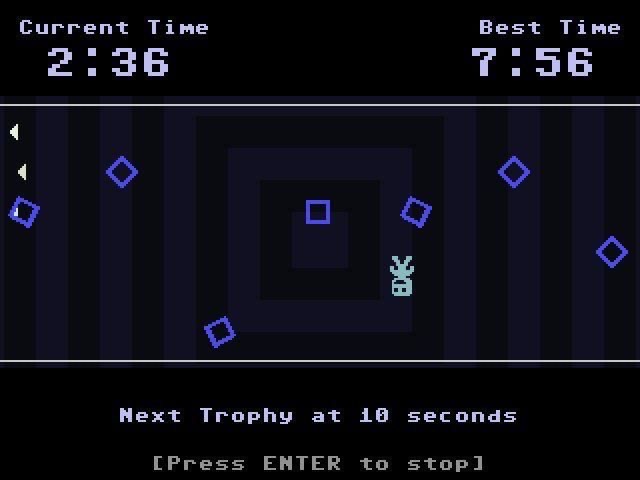 Current Time
Best Time
2:36
7:56
Next Trophy at 10 seconds
[Press ENTER to stop]